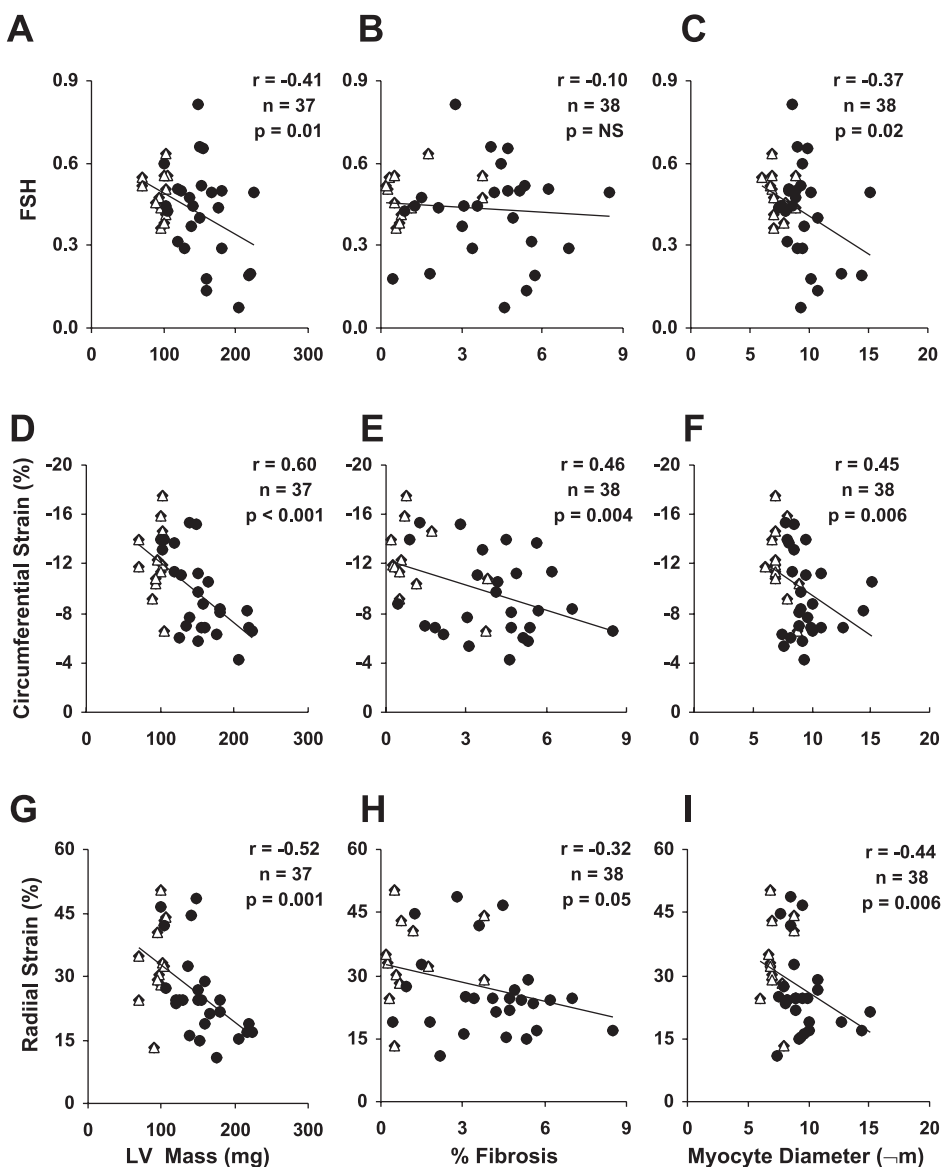 A
B
C
r = -0.41
n = 37
p = 0.01
r = -0.10
n = 38
p = NS
r = -0.37
n = 38
p = 0.02
FSH
0.9
0.6
0.3
0.0
0 100 200 300
0.9
0.6
0.3
0.0
0 3 6 9
0.9
0.6
0.3
0.0
0 5 10 15 20
D
E
F
r = 0.60
n = 37
p < 0.001
r = 0.46
n = 38
p = 0.004
r = 0.45
n = 38
p = 0.006
Circumferential Strain (%)
-20
-16
-12
-8
-4
0
0 100 200 300
-20
-16
-12
-8
-4
0
0 3 6 9
-20
-16
-12
-8
-4
0
0 5 10 15 20
G
H
I
r = -0.52
n = 37
p = 0.001
r = -0.32
n = 38
p = 0.05
r = -0.44
n = 38
p = 0.006
Radiial Strain (%)
60
45
30
15
0
0 100 200 300
LV Mass (mg)
60
45
30
15
0
0 3 6 9
% Fibrosis
60
45
30
15
0
0 5 10 15 20
Myocyte Diameter (¬m)